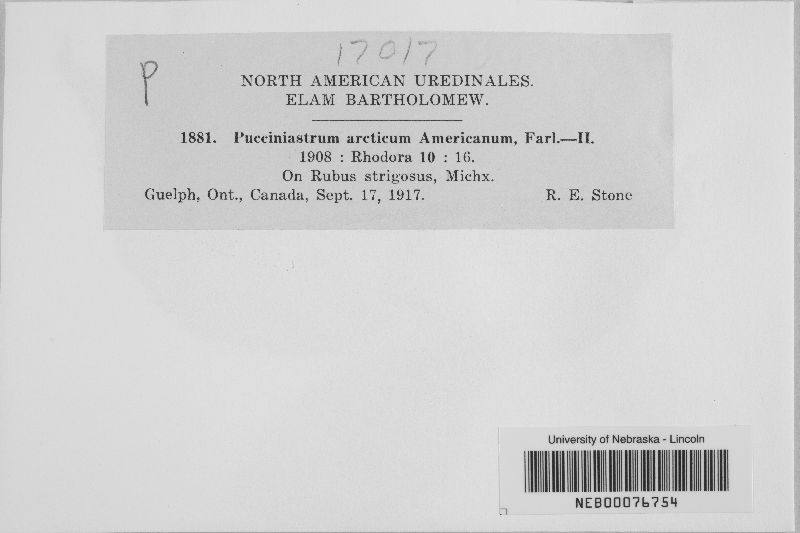 17017
P
NORTH AMERICAN UREDINALES.
ELAM BARTHOLOMEW.
1881. Pucciniastrum arcticum Americanum, Farl.—II.
1908 : Rhodora 10 : 16.
On Rubus strigosus, Michx.
Guelph, Ont., Canada, Sept. 17, 1917. R. E. Stone
University of Nebraska - Lincoln
NEB00076754